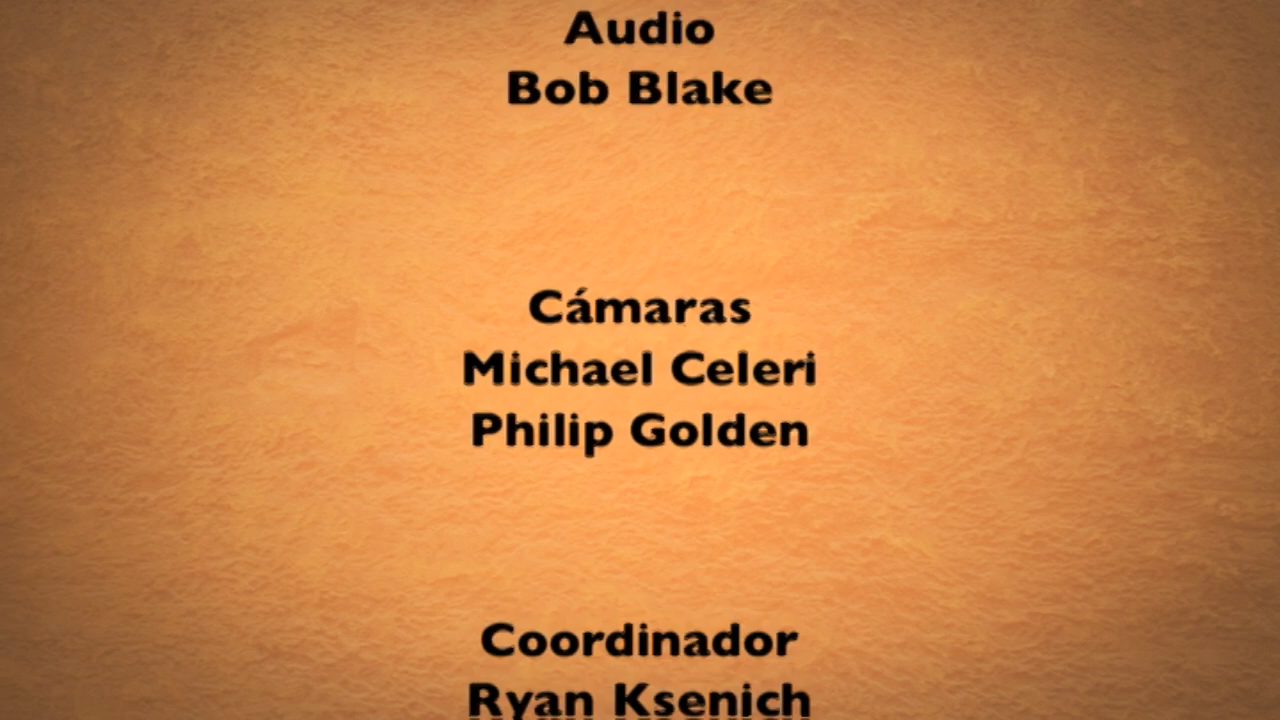 Audio
Bob Blake
Cámaras
Michael Celeri
Philip Golden
Coordinador
Ryan Ksenich